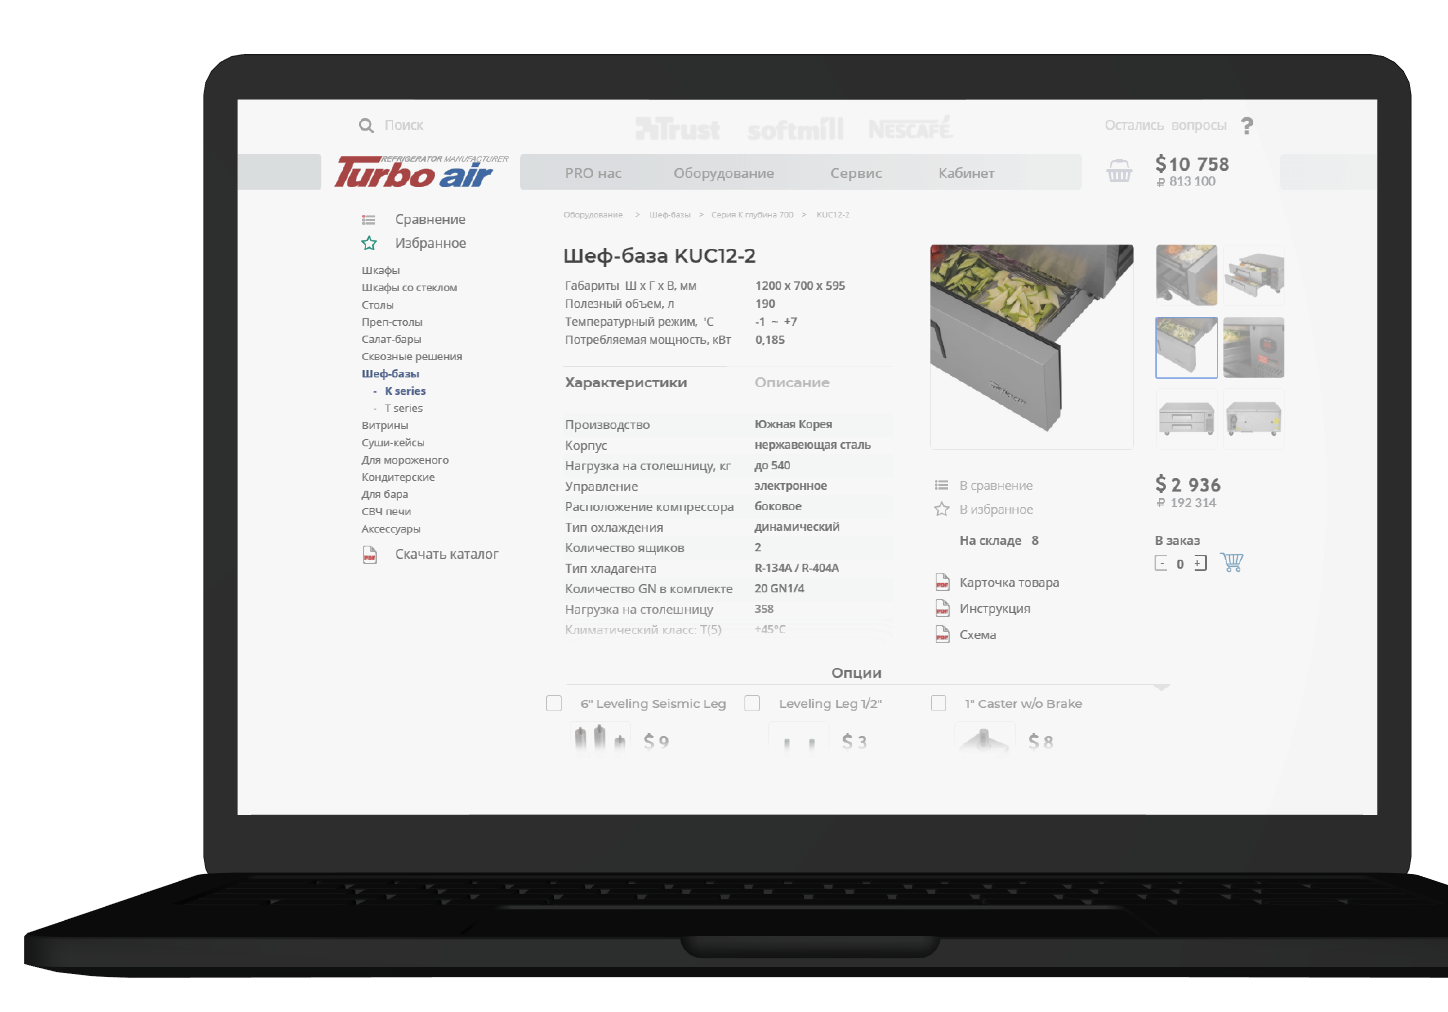 Поиск
Trust softmill NESCAFÉ
Остались вопросы ?
REFRIGERATOR MANUFACTURER
Turbo air
PRO нас Оборудование Сервис Кабинет
$10 758
₽ 813 100
Сравнение
Избранное
Шкафы
Шкафы со стеклом
Столы
Преп-столы
Салат-бары
Сквозные решения
Шеф-базы
- K series
- T series
Витрины
Суши-кейсы
Для мороженого
Кондитерские
Для бара
СВЧ печи
Аксессуары
PDF Скачать каталог
Оборудование > Шеф-базы > Серия К глубина 700 > KUC12-2
Шеф-база KUC12-2
Габариты Ш х Г х В, мм 1200 x 700 x 595
Полезный объем, л 190
Температурный режим, 'С -1 ~ +7
Потребляемая мощность, кВт 0,185
Характеристики Описание
Производство Южная Корея
Корпус нержавеющая сталь
Нагрузка на столешницу, кг до 540
Управление электронное
Расположение компрессора боковое
Тип охлаждения динамический
Количество ящиков 2
Тип хладагента R-134A / R-404A
Количество GN в комплекте 20 GN1/4
Нагрузка на столешницу 358
Климатический класс: T(5) +45°C
В сравнение
В избранное
На складе 8
PDF Карточка товара
PDF Инструкция
PDF Схема
$ 2 936
₽ 192 314
В заказ
- 0 +
Опции
6" Leveling Seismic Leg Leveling Leg 1/2" 1" Caster w/o Brake
$ 9 $ 3 $ 8